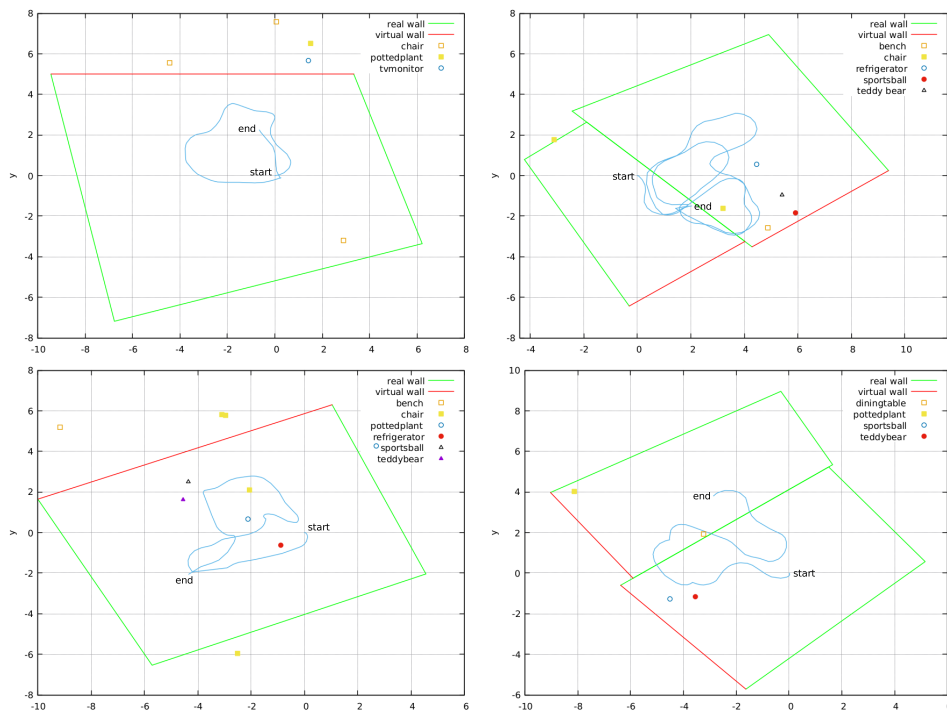 real wall
virtual wall
chair
pottedplant
tvmonitor
end
start
y
8
6
4
2
0
-2
-4
-6
-8
-10 -8 -6 -4 -2 0 2 4 6 8
real wall
virtual wall
bench
chair
refrigerator
sportsball
teddy bear
start
end
y
8
6
4
2
0
-2
-4
-6
-8
-4 -2 0 2 4 6 8 10
real wall
virtual wall
bench
chair
pottedplant
refrigerator
sportsball
teddybear
start
end
y
8
6
4
2
0
-2
-4
-6
-8
-10 -8 -6 -4 -2 0 2 4 6
real wall
virtual wall
diningtable
pottedplant
sportsball
teddybear
end
start
y
10
8
6
4
2
0
-2
-4
-6
-10 -8 -6 -4 -2 0 2 4 6